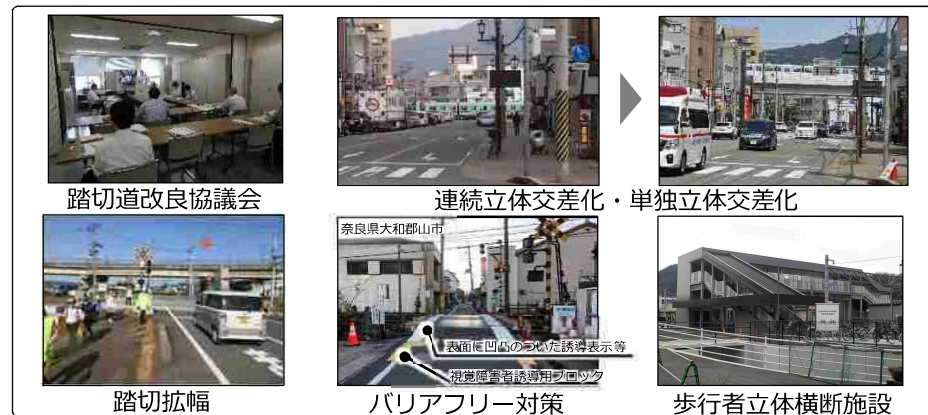 踏切道改良協議会
連続立体交差化・単独立体交差化
奈良県大和郡山市
表面に凹凸のついた誘導表示等
視覚障害者誘導用ブロック
踏切拡幅
バリアフリー対策
歩行者立体横断施設